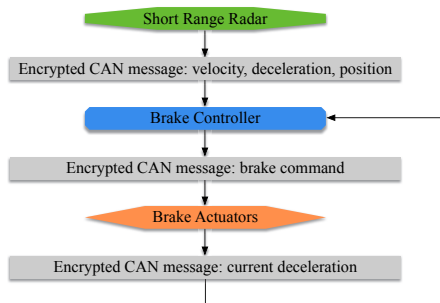 Short Range Radar
Encrypted CAN message: velocity, deceleration, position
Brake Controller
Encrypted CAN message: brake command
Brake Actuators
Encrypted CAN message: current deceleration